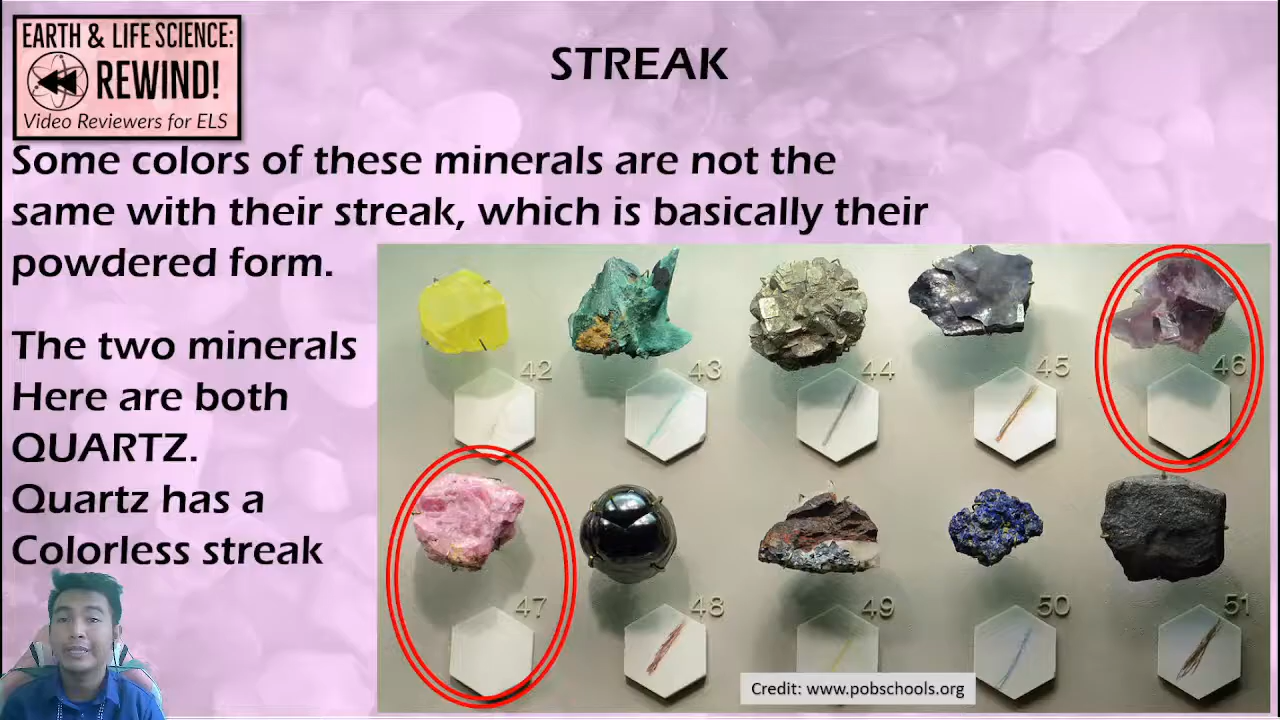 EARTH & LIFE SCIENCE:
REWIND!
Video Reviewers for ELS
STREAK
Some colors of these minerals are not the
same with their streak, which is basically their
powdered form.
The two minerals
Here are both
QUARTZ.
Quartz has a
Colorless streak
42
43
44
45
46
47
48
49
50
51
Credit: www.pobschools.org